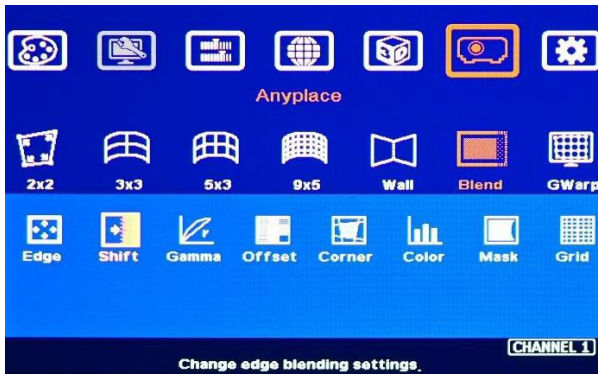 3D
Anyplace
2x2 3x3 5x3 9x5 Wall Blend GWarp
Edge Shift Gamma Offset Corner Color Mask Grid
CHANNEL 1
Change edge blending settings.